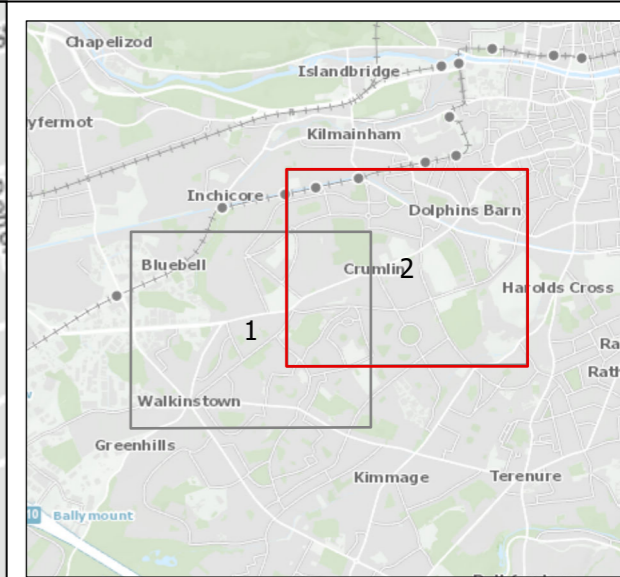 Chapelizod
Islandbridge
yfermot
Kilmainham
Inchicore
Dolphins Barn
Bluebell
Crumlin
2
Harolds Cross
1
Ra
Rath
Walkinstown
Greenhills
Kimmage
Terenure
10
Ballymount